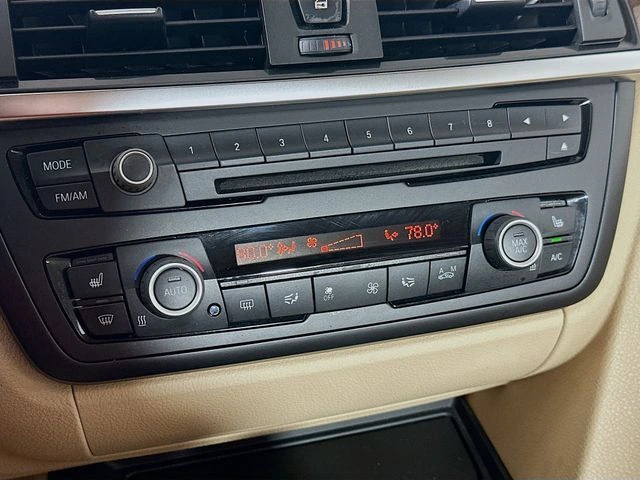 1 2 3 4 5 6 7 8
MODE
FM/AM
80.0° 78.0°
AUTO
MAX
A/C
OFF
A M
A/C